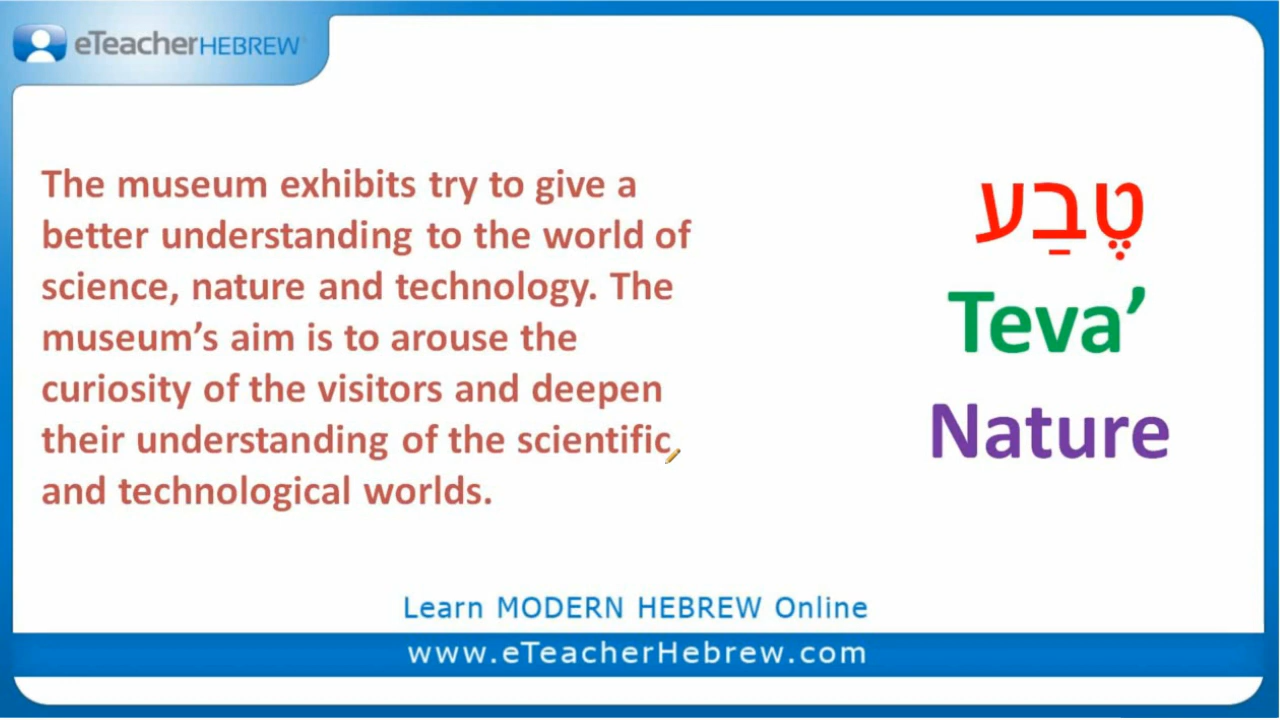 eTeacherHEBREW
The museum exhibits try to give a
better understanding to the world of
science, nature and technology. The
museum’s aim is to arouse the
curiosity of the visitors and deepen
their understanding of the scientific
and technological worlds.
טֶבַע
Teva’
Nature
Learn MODERN HEBREW Online
www.eTeacherHebrew.com